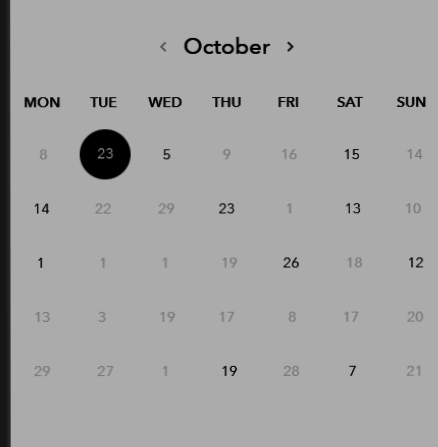 ‹ October ›
MON TUE WED THU FRI SAT SUN
8 23 5 9 16 15 14
14 22 29 23 1 13 10
1 1 1 19 26 18 12
13 3 19 17 8 17 20
29 27 1 19 28 7 21